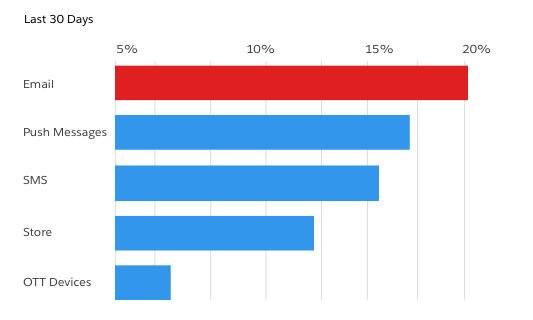 Last 30 Days
5% 10% 15% 20%
Email
Push Messages
SMS
Store
OTT Devices